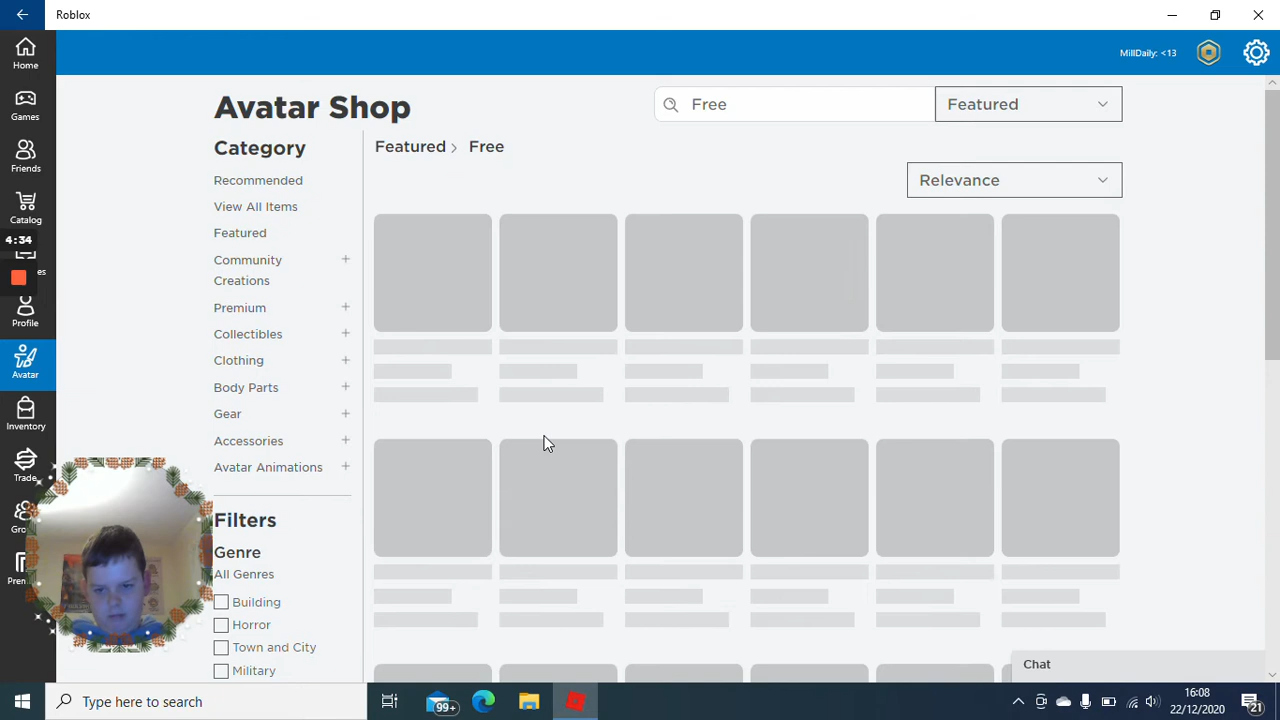 Roblox
MillDaily: <13
Home
Games
Friends
Catalog
4:34
Profile
Avatar
Inventory
Trade
Avatar Shop
Free
Featured
Category
Featured
Free
Recommended
Relevance
View All Items
Featured
Community
Creations
Premium
Collectibles
Clothing
Body Parts
Gear
Accessories
Avatar Animations
Filters
Genre
All Genres
Building
Horror
Town and City
Military
Chat
Type here to search
99+
16:08
22/12/2020
21